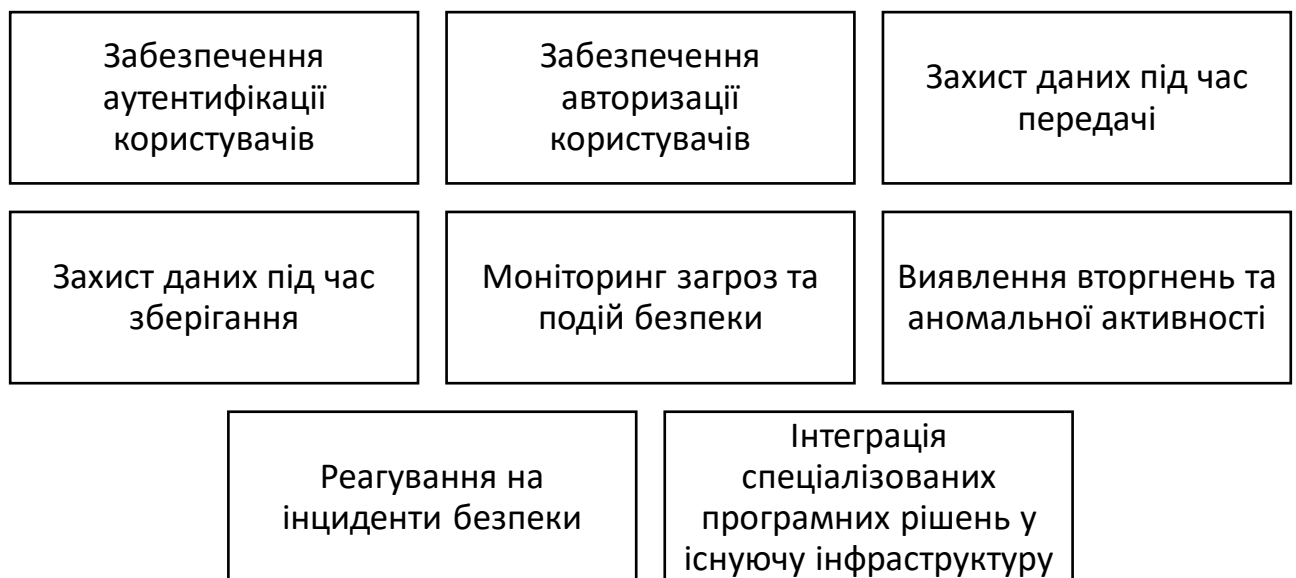 Забезпечення
аутентифікації
користувачів
Забезпечення
авторизації
користувачів
Захист даних під час
передачі
Захист даних під час
зберігання
Моніторинг загроз та
подій безпеки
Виявлення вторгнень та
аномальної активності
Реагування на
інциденти безпеки
Інтеграція
спеціалізованих
програмних рішень у
існуючу інфраструктуру